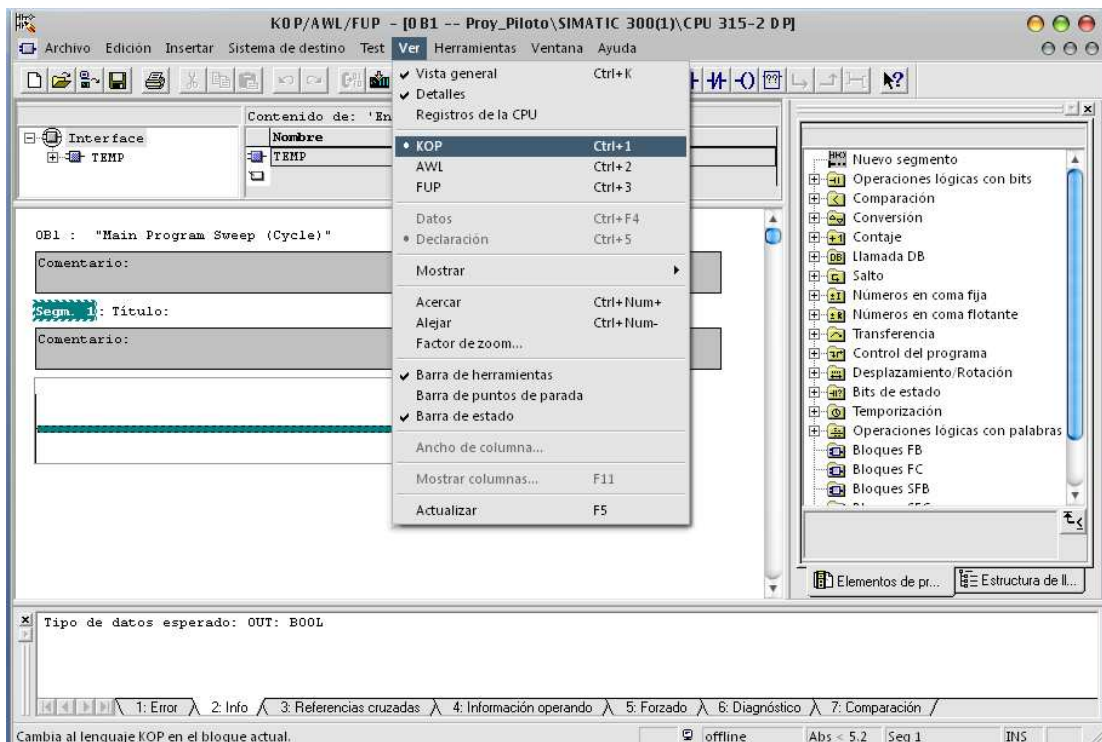 KOP/AWL/FUP - [OB1 -- Proy_Piloto\SIMATIC 300(1)\CPU 315-2 DP]
Archivo Edición Insertar Sistema de destino Test Ver Herramientas Ventana Ayuda
Contenido de: 'En
Interface
TEMP
Nombre
TEMP
OB1 : "Main Program Sweep (Cycle)"
Comentario:
Segm. 1: Título:
Comentario:
Vista general Ctrl+K
Detalles
Registros de la CPU
KOP Ctrl+1
AWL Ctrl+2
FUP Ctrl+3
Datos Ctrl+F4
Declaración Ctrl+5
Mostrar
Acercar Ctrl+Num+
Alejar Ctrl+Num-
Factor de zoom...
Barra de herramientas
Barra de puntos de parada
Barra de estado
Ancho de columna...
Mostrar columnas... F11
Actualizar F5
Nuevo segmento
Operaciones lógicas con bits
Comparación
Conversión
Contaje
Llamada DB
Salto
Números en coma fija
Números en coma flotante
Transferencia
Control del programa
Desplazamiento/Rotación
Bits de estado
Temporización
Operaciones lógicas con palabras
Bloques FB
Bloques FC
Bloques SFB
Elementos de pr... Estructura de ll...
Tipo de datos esperado: OUT: BOOL
1: Error 2: Info 3: Referencias cruzadas 4: Información operando 5: Forzado 6: Diagnóstico 7: Comparación
Cambia al lenguaje KOP en el bloque actual. offline Abs < 5.2 Seg 1 INS